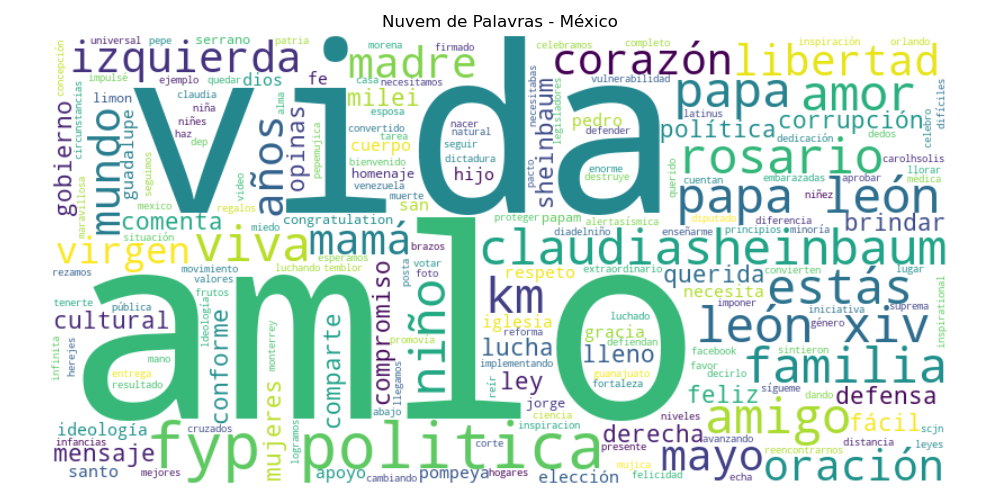 Nuvem de Palavras - México
vida
amlo
izquierda
madre
corazón
libertad
papa
amor
milei
universal
pepe
serrano
patria
morena
firmado
celebramos
completo
inspiración
orlando
concepción
impulse
ejemplo
quedar
dios
fe
casa
necesitamos
necesitabas
vulnerabilidad
legisladores
pedro
latinus
política
corrupción
gobierno
circunstancias
limon
claudia
niña
niñes
haz
dep
guadalupe
mundo
años
opinas
alma
esposa
convertido
tarea
cuerpo
pepemujica
nacer
natural
seguir
dictadura
sheinbaum
defender
dedicación
dedos
celebro
difíciles
rosario
carolhsolis
bienvenido
homenaje
venezuela
hijo
pacto
enorme
destruye
querido
cuentan
embarazadas
aprobar
llorar
medica
maravillosa
seguimos
video
mexico
regalos
muerte
san
papa león
niñez
comenta
miedo
congratulation
proteger
papam
alertasísmica
diputado
diferencia
brindar
virgen
situación
viva
mamá
brazos
diadelniño
enseñarme
principios
minoría
claudiasheinbaum
rezamos
movimiento
valores
esperamos
luchando
temblor
posta
votar
foto
respeto
extraordinario
querida
necesita
convierten
lugar
estás
tenerte
frutos
pública
cultural
ideología
conforme
monterrey
comparte
compromiso
niño
km
iglesia
gracia
luchado
imponer
iniciativa
suprema
género
león xiv
inspirational
infinita
herejes
mano
promovia
llegamos
reforma
lucha
implementando
lleno
defiendan
guanajuato
fortaleza
facebook
sintieron
favor
decirlo
familia
entrega
resultado
abajo
reír
ley
jorge
feliz
sígueme
dando
defensa
ideología
cruzados
mujeres
ciencia
inspiracion
niveles
amigo
fácil
scjn
infancias
mensaje
fyp
politica
corte
derecha
presente
avanzando
distancia
leyes
santo
mejores
logramos
apoyo
cambiando
pompeya
hogares
elección
mujica
felicidad
mayo
echa
reencontrarnos
oración